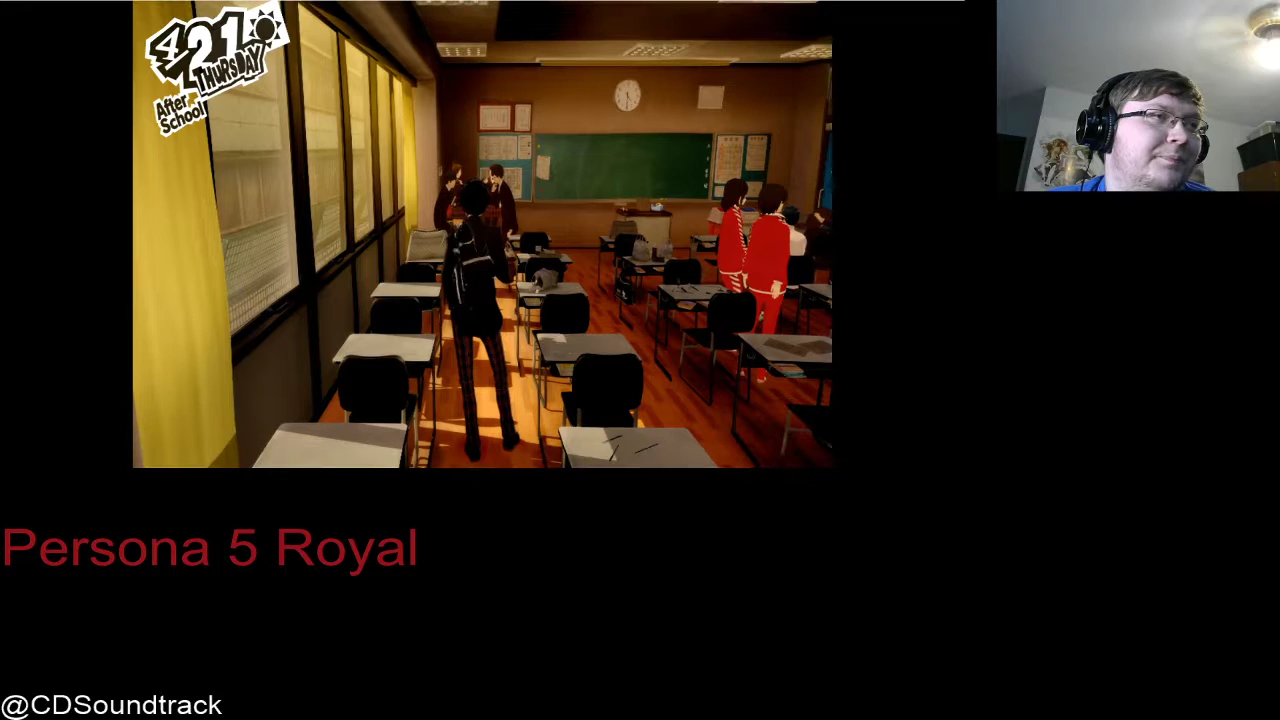 4/21
THURSDAY
After
School
Persona 5 Royal
@CDSoundtrack